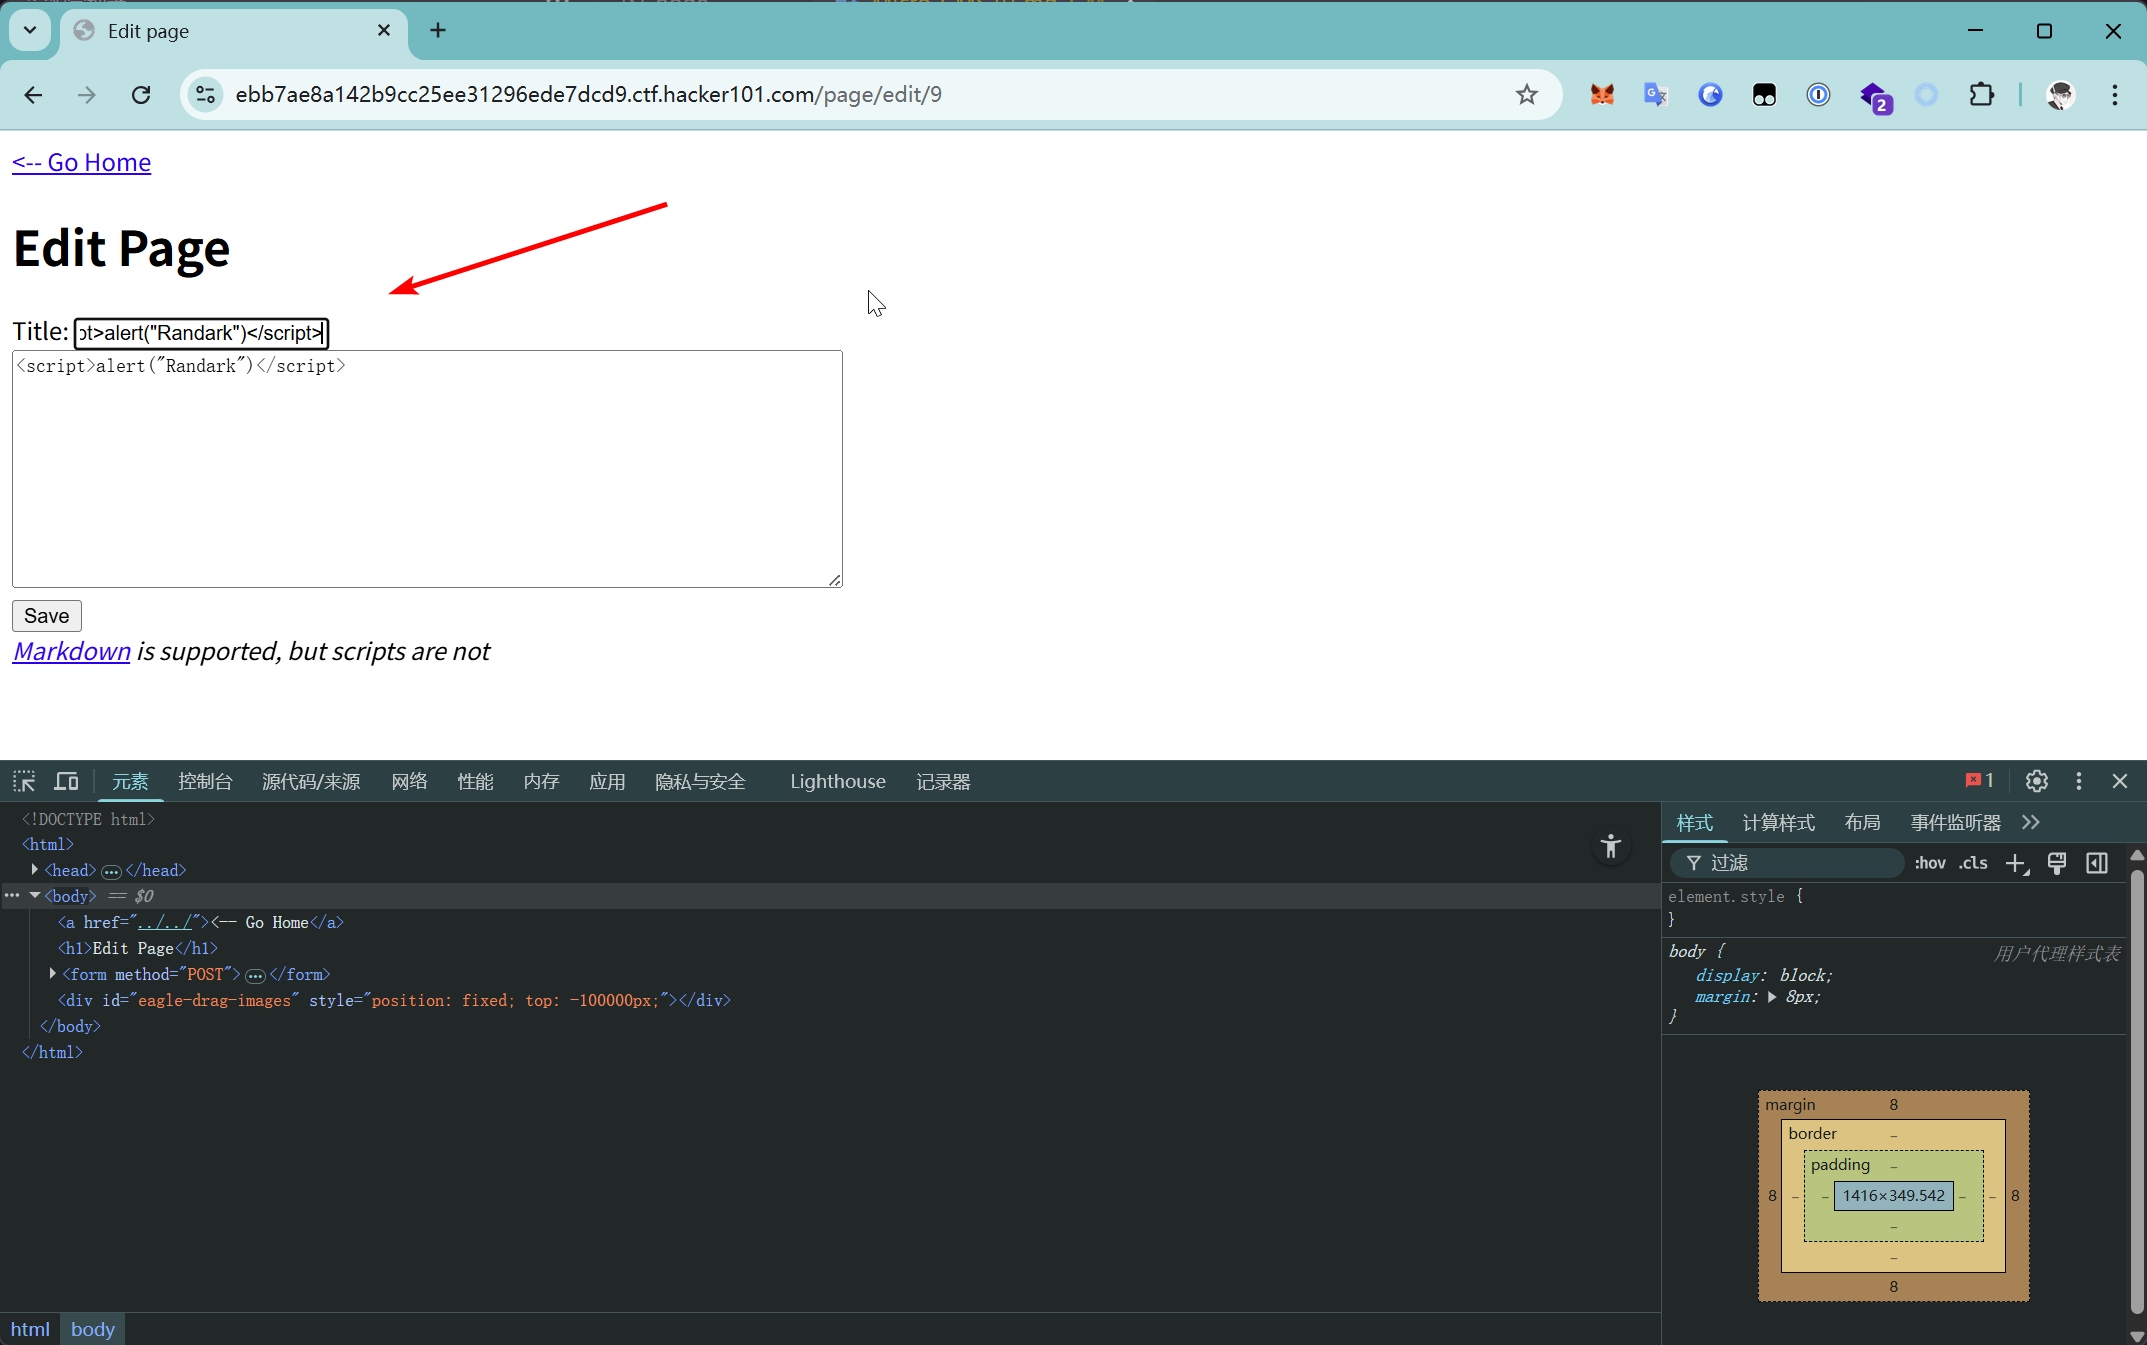 Edit page
ebb7ae8a142b9cc25ee31296ede7dcd9.ctf.hacker101.com/page/edit/9
2
<-- Go Home
Edit Page
Title: pt>alert("Randark")</script>
<script>alert("Randark")</script>
Save
Markdown is supported, but scripts are not
元素 控制台 源代码/来源 网络 性能 内存 应用 隐私与安全 Lighthouse 记录器 1
<!DOCTYPE html>
<html>
<head>…</head>
<body> == $0
<a href="../../"><-- Go Home</a>
<h1>Edit Page</h1>
<form method="POST">…</form>
<div id="eagle-drag-images" style="position: fixed; top: -100000px;"></div>
</body>
</html>
html body
样式 计算样式 布局 事件监听器
过滤 :hov .cls
element.style {
}
body { 用户代理样式表
display: block;
margin: 8px;
}
margin 8
border –
padding –
8 – – 1416×349.542 – – 8
–
–
8